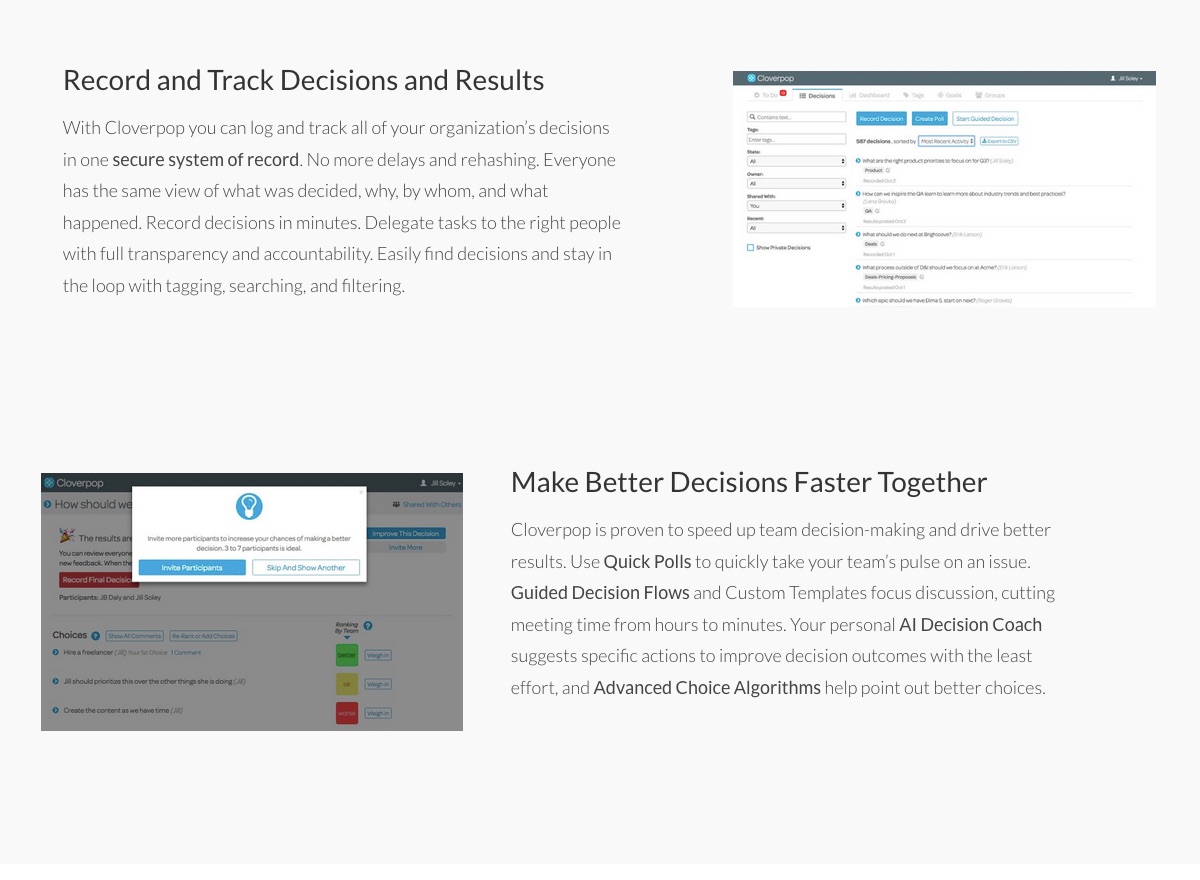 Record and Track Decisions and Results
With Cloverpop you can log and track all of your organization’s decisions
in one secure system of record. No more delays and rehashing. Everyone
has the same view of what was decided, why, by whom, and what
happened. Record decisions in minutes. Delegate tasks to the right people
with full transparency and accountability. Easily find decisions and stay in
the loop with tagging, searching, and filtering.
Cloverpop
Jill Soley
To Do
Decisions
Dashboard
Tags
Goals
Groups
Contains text...
Tags:
Enter tags...
State:
All
Owner:
All
Shared With:
You
Recent:
All
Show Private Decisions
Record Decision
Create Poll
Start Guided Decision
587 decisions, sorted by Most Recent Activity
Export to CSV
What are the right product priorities to focus on for Q3? (Jill Soley)
Product
Recorded Oct 2
How can we inspire the QA team to learn more about industry trends and best practices?
QA
Results posted Oct 2
What should we do next at Brightcove? (Erik Larson)
Deals
Recorded Oct 1
What process outside of D&I should we focus on at Acme? (Erik Larson)
Deals-Pricing-Proposals
Results posted Oct 1
Which epic should we have Dima S. start on next? (Roger Graves)
Make Better Decisions Faster Together
Cloverpop is proven to speed up team decision-making and drive better
results. Use Quick Polls to quickly take your team’s pulse on an issue.
Guided Decision Flows and Custom Templates focus discussion, cutting
meeting time from hours to minutes. Your personal AI Decision Coach
suggests specific actions to improve decision outcomes with the least
effort, and Advanced Choice Algorithms help point out better choices.
Cloverpop
Jill Soley
How should we
Shared With Others
The results are
You can review everyone
new feedback. When the
Record Final Decision
Participants: JB Daly and Jill Soley
Improve This Decision
Invite More
Invite more participants to increase your chances of making a better
decision. 3 to 7 participants is ideal.
Invite Participants
Skip And Show Another
Choices
Show All Comments
Re-Rank or Add Choices
Ranking
By Team
Hire a freelancer (Jill) Your 1st Choice 1 Comment
better
Weigh in
Jill should prioritize this over the other things she is doing (Jill)
ok
Weigh in
Create the content as we have time (Jill)
worse
Weigh in